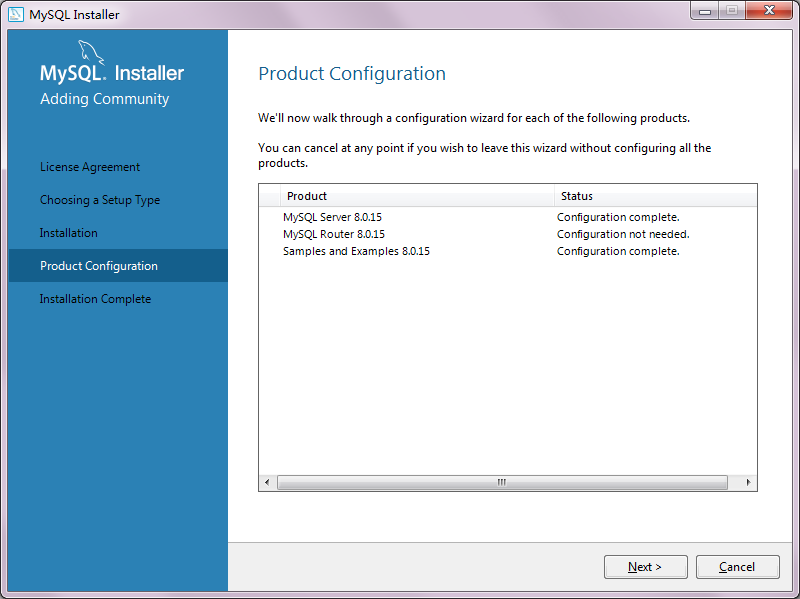 MySQL Installer
MySQL. Installer
Adding Community
License Agreement
Choosing a Setup Type
Installation
Product Configuration
Installation Complete
Product Configuration
We'll now walk through a configuration wizard for each of the following products.
You can cancel at any point if you wish to leave this wizard without configuring all the
products.
Product Status
MySQL Server 8.0.15 Configuration complete.
MySQL Router 8.0.15 Configuration not needed.
Samples and Examples 8.0.15 Configuration complete.
Next > Cancel